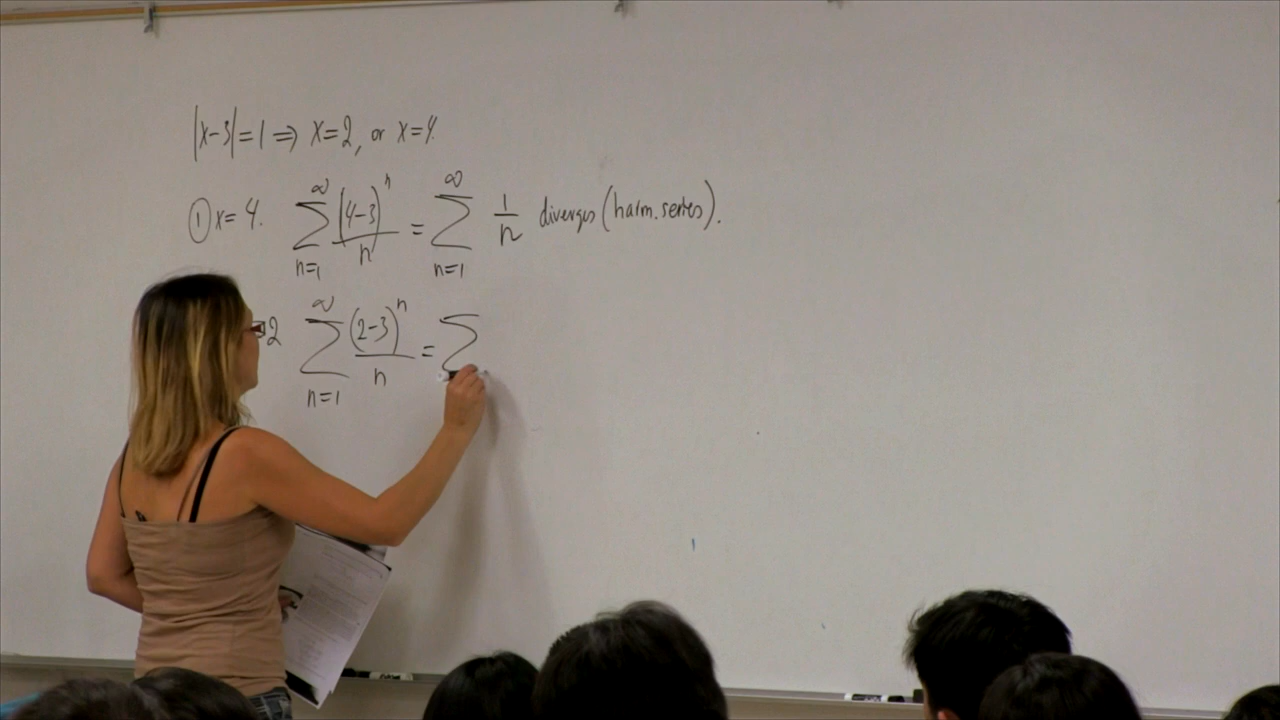 |x-3|=1 ⇒ x=2, or x=4.
① x=4. ∑_{n=1}^{∞} (4-3)^n/n = ∑_{n=1}^{∞} 1/n diverges (harm. series).
2 ∑_{n=1}^{∞} (2-3)^n/n = ∑